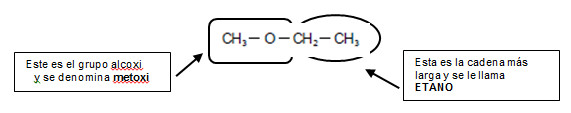 CH₃ – O – CH₂ – CH₃
Este es el grupo alcoxi
y se denomina metoxi
Esta es la cadena más
larga y se le llama
ETANO